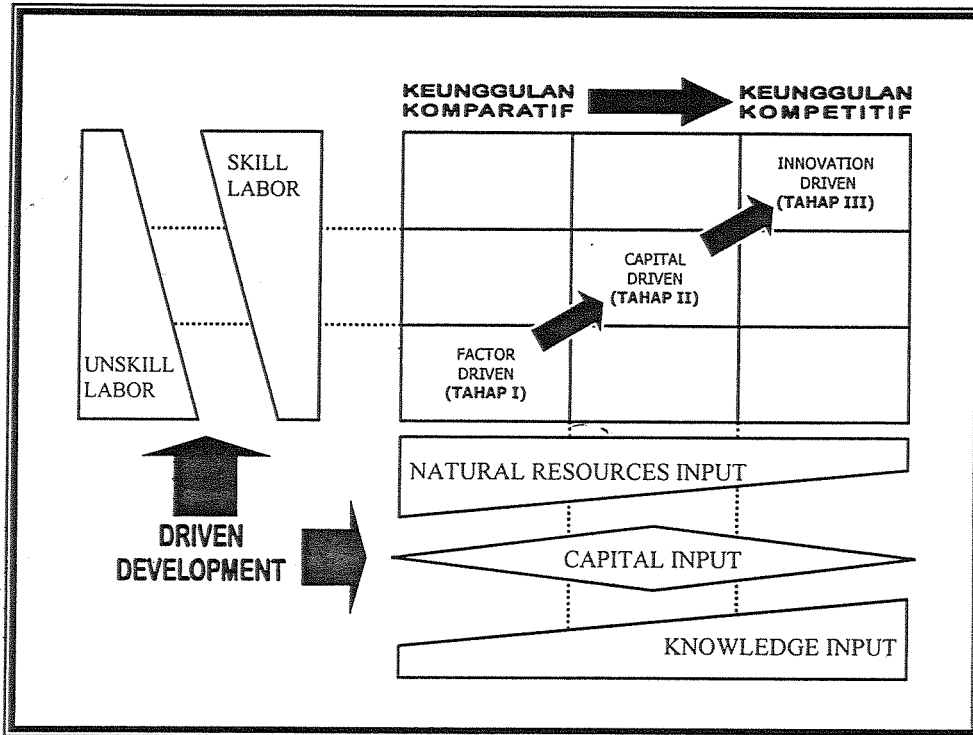 KEUNGGULAN
KOMPARATIF
KEUNGGULAN
KOMPETITIF
SKILL
LABOR
UNSKILL
LABOR
INNOVATION
DRIVEN
(TAHAP III)
CAPITAL
DRIVEN
(TAHAP II)
FACTOR
DRIVEN
(TAHAP I)
DRIVEN
DEVELOPMENT
NATURAL RESOURCES INPUT
CAPITAL INPUT
KNOWLEDGE INPUT